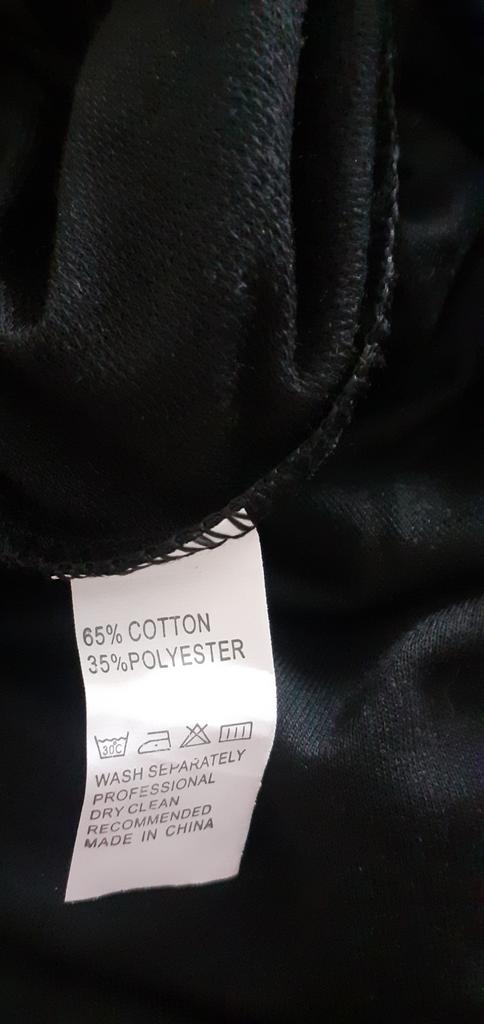 65% COTTON
35%POLYESTER
30C
WASH SEPARATELY
PROFESSIONAL
DRY CLEAN
RECOMMENDED
MADE IN CHINA